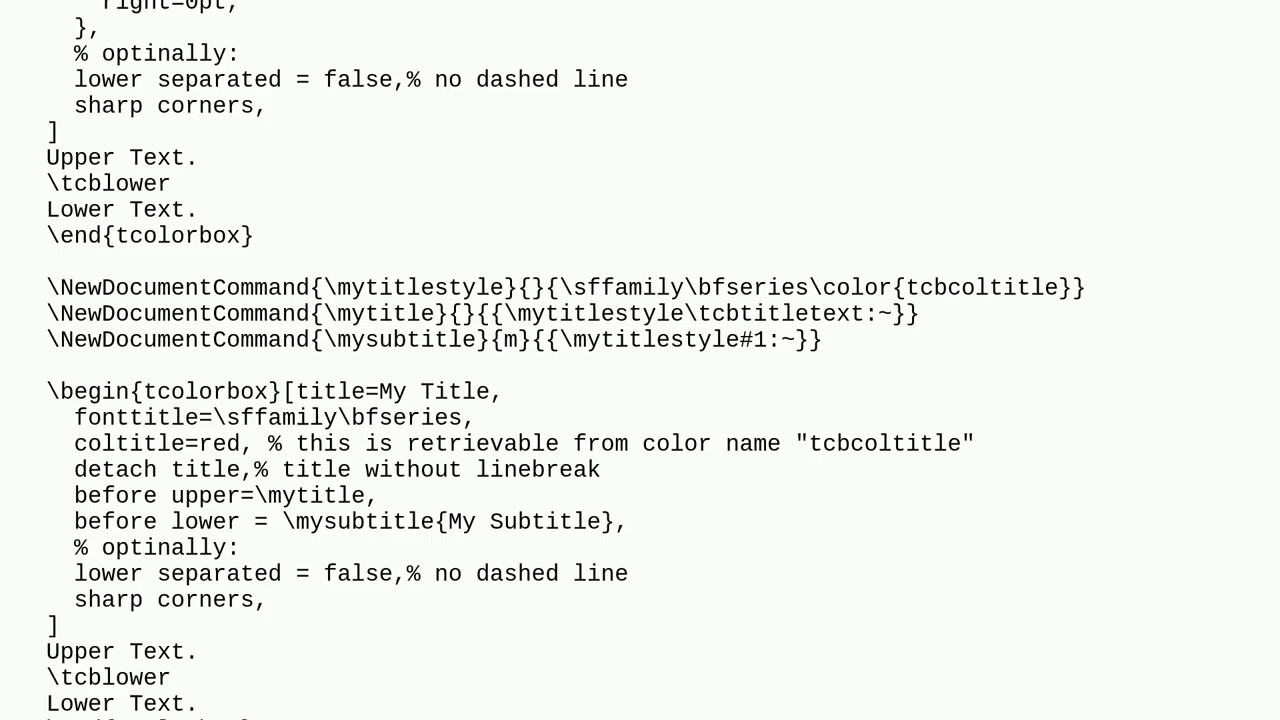 right=0pt,
},
% optinally:
lower separated = false,% no dashed line
sharp corners,
]
Upper Text.
\tcblower
Lower Text.
\end{tcolorbox}
\NewDocumentCommand{\mytitlestyle}{}{\sffamily\bfseries\color{tcbcoltitle}}
\NewDocumentCommand{\mytitle}{}{{\mytitlestyle\tcbtitletext:~}}
\NewDocumentCommand{\mysubtitle}{m}{{\mytitlestyle#1:~}}
\begin{tcolorbox}[title=My Title,
fonttitle=\sffamily\bfseries,
coltitle=red, % this is retrievable from color name "tcbcoltitle"
detach title,% title without linebreak
before upper=\mytitle,
before lower = \mysubtitle{My Subtitle},
% optinally:
lower separated = false,% no dashed line
sharp corners,
]
Upper Text.
\tcblower
Lower Text.